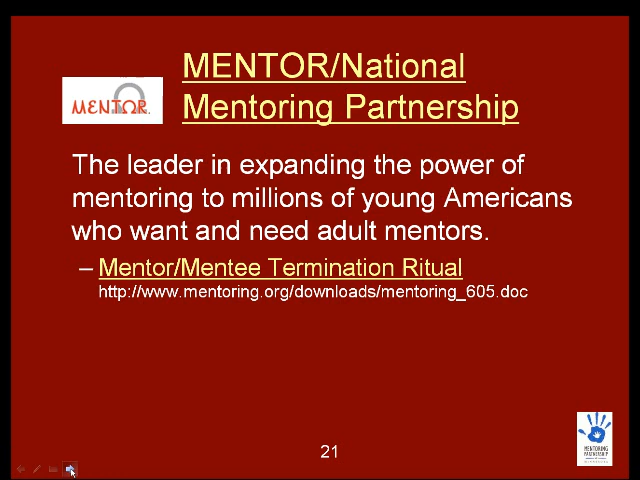 MENTOR/National
MENTOR
Mentoring Partnership
The leader in expanding the power of
mentoring to millions of young Americans
who want and need adult mentors.
– Mentor/Mentee Termination Ritual
http://www.mentoring.org/downloads/mentoring_605.doc
MENTORING
PARTNERSHIP
21